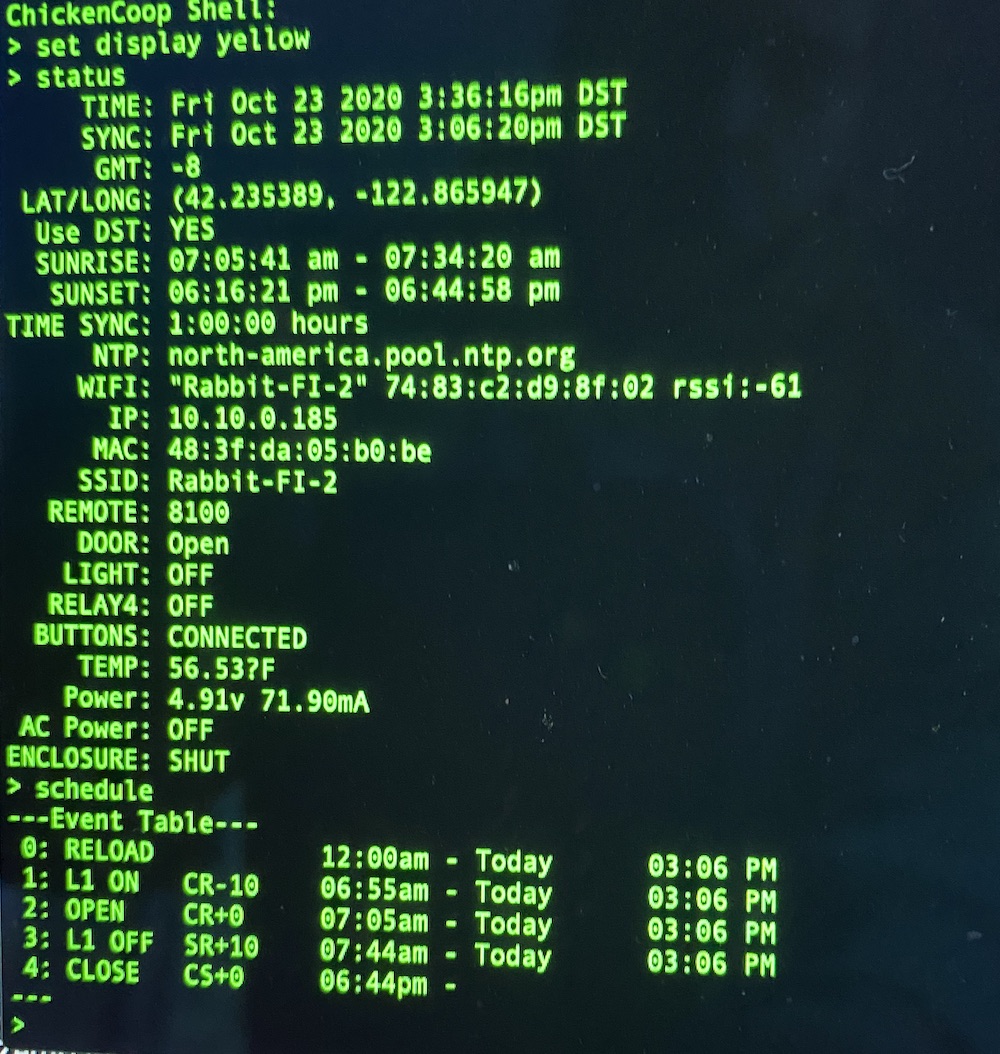 ChickenCoop Shell:
> set display yellow
> status
TIME: Fri Oct 23 2020 3:36:16pm DST
SYNC: Fri Oct 23 2020 3:06:20pm DST
GMT: -8
LAT/LONG: (42.235389, -122.865947)
Use DST: YES
SUNRISE: 07:05:41 am - 07:34:20 am
SUNSET: 06:16:21 pm - 06:44:58 pm
TIME SYNC: 1:00:00 hours
NTP: north-america.pool.ntp.org
WIFI: "Rabbit-FI-2" 74:83:c2:d9:8f:02 rssi:-61
IP: 10.10.0.185
MAC: 48:3f:da:05:b0:be
SSID: Rabbit-FI-2
REMOTE: 8100
DOOR: Open
LIGHT: OFF
RELAY4: OFF
BUTTONS: CONNECTED
TEMP: 56.53?F
Power: 4.91v 71.90mA
AC Power: OFF
ENCLOSURE: SHUT
> schedule
---Event Table---
0: RELOAD 12:00am - Today 03:06 PM
1: L1 ON CR-10 06:55am - Today 03:06 PM
2: OPEN CR+0 07:05am - Today 03:06 PM
3: L1 OFF SR+10 07:44am - Today 03:06 PM
4: CLOSE CS+0 06:44pm -
---
>